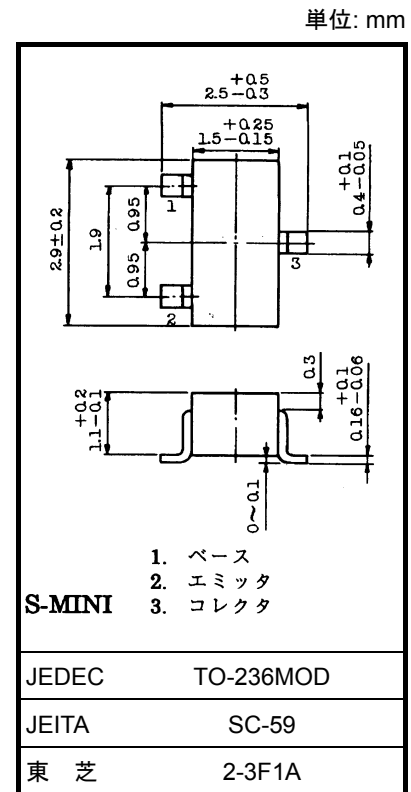 単位: mm
+0.5
2.5-0.3
+0.25
1.5-0.15
2.9±0.2
1.9
0.95
0.95
1
2
3
+0.1
0.4-0.05
+0.2
1.1-0.1
0.3
+0.1
0.16-0.06
0~0.1
1. ベース
2. エミッタ
S-MINI 3. コレクタ
JEDEC TO-236MOD
JEITA SC-59
東 芝 2-3F1A